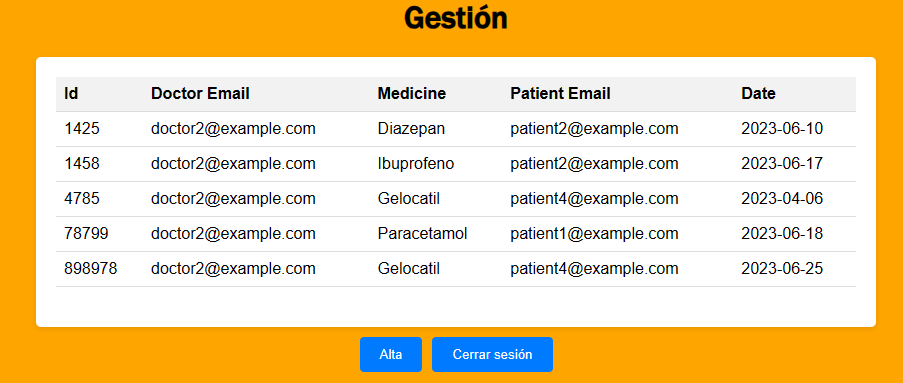 Gestión
Id Doctor Email Medicine Patient Email Date
1425 doctor2@example.com Diazepan patient2@example.com 2023-06-10
1458 doctor2@example.com Ibuprofeno patient2@example.com 2023-06-17
4785 doctor2@example.com Gelocatil patient4@example.com 2023-04-06
78799 doctor2@example.com Paracetamol patient1@example.com 2023-06-18
898978 doctor2@example.com Gelocatil patient4@example.com 2023-06-25
Alta Cerrar sesión